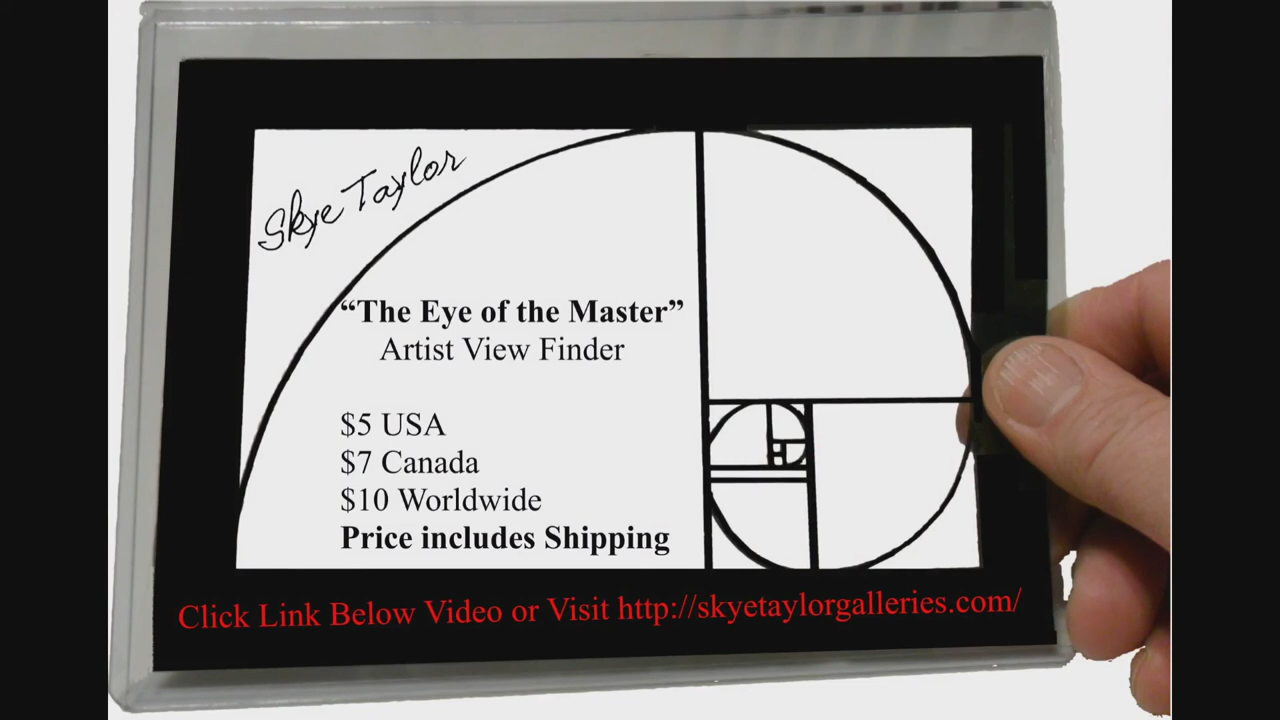 Skye Taylor
“The Eye of the Master”
Artist View Finder
$5 USA
$7 Canada
$10 Worldwide
Price includes Shipping
Click Link Below Video or Visit http://skyetaylorgalleries.com/